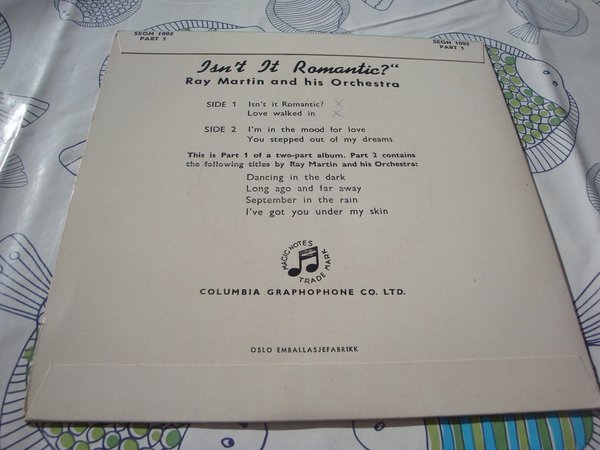 SEGN 1005
PART 1
SEGN 1005
PART 1
Isn't It Romantic?"
Ray Martin and his Orchestra
SIDE 1 Isn't it Romantic?
Love walked in
SIDE 2 I'm in the mood for love
You stepped out of my dreams
This is Part 1 of a two-part album. Part 2 contains
the following titles by Ray Martin and his Orchestra:
Dancing in the dark
Long ago and far away
September in the rain
I've got you under my skin
MAGIC NOTES
TRADE MARK
COLUMBIA GRAPHOPHONE CO. LTD.
OSLO EMBALLASJEFABRIKK